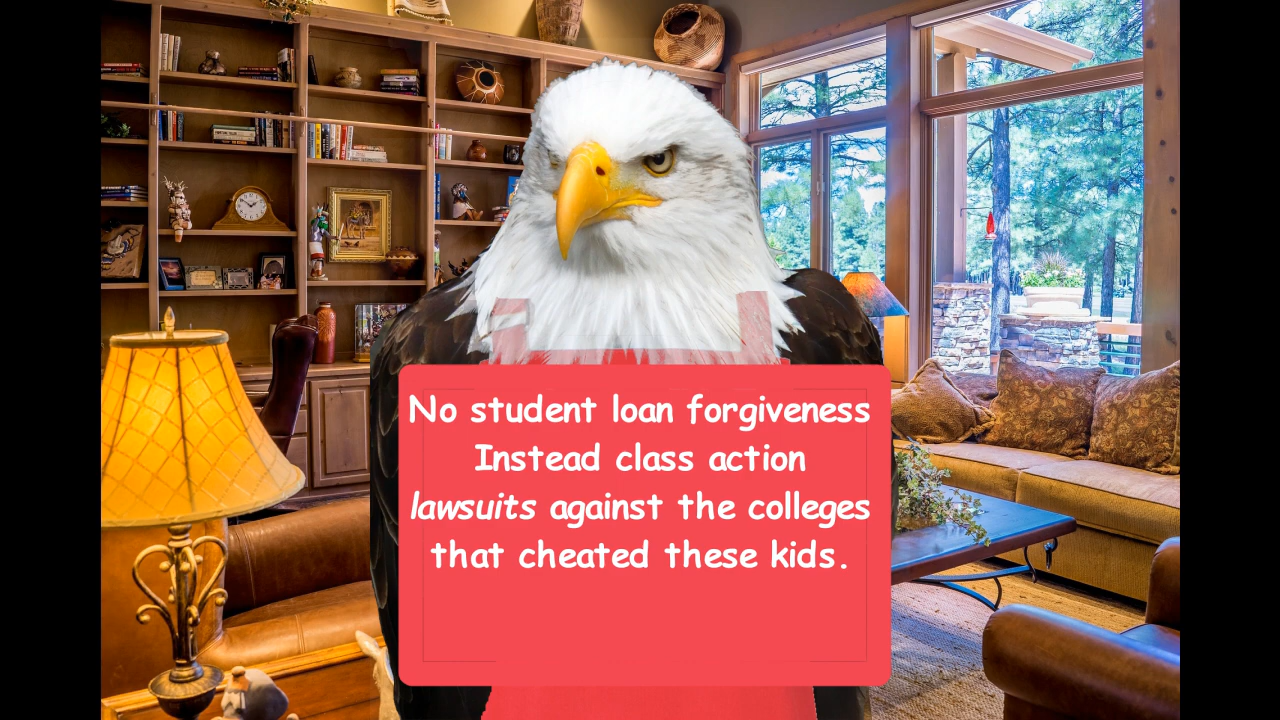 No student loan forgiveness
Instead class action
lawsuits against the colleges
that cheated these kids.